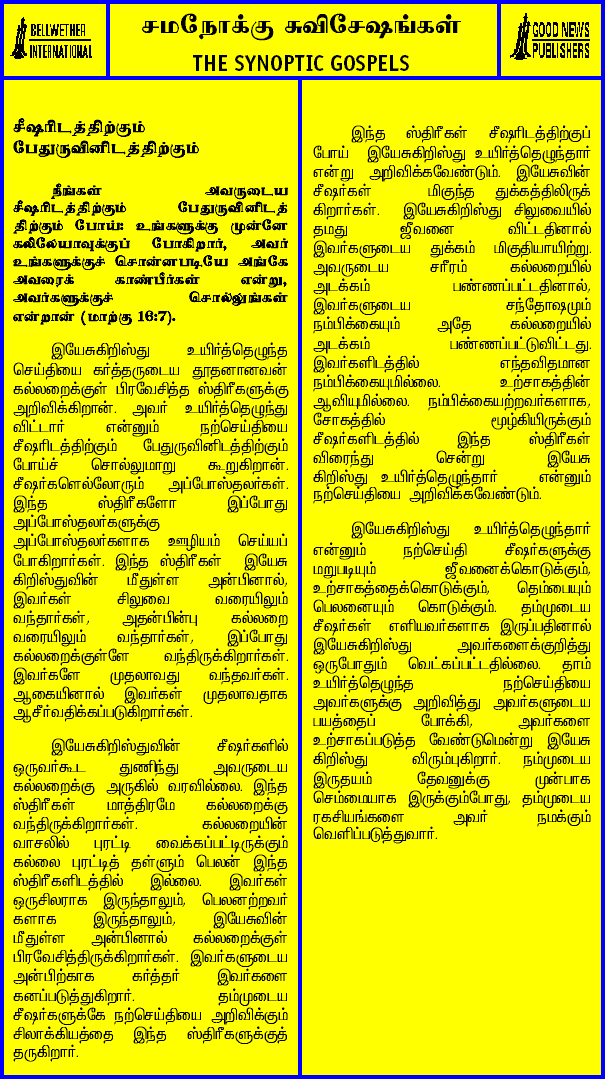 BELLWETHER
INTERNATIONAL
சமநோக்கு சுவிசேஷங்கள்
THE SYNOPTIC GOSPELS
GOOD NEWS
PUBLISHERS
சீஷரிடத்திற்கும்
பேதுருவினிடத்திற்கும்
நீங்கள் அவருடைய
சீஷரிடத்திற்கும் பேதுருவினிடத்
திற்கும் போய்: உங்களுக்கு முன்னே
கலிலேயாவுக்குப் போகிறார், அவர்
உங்களுக்குச் சொன்னபடியே அங்கே
அவரைக் காண்பீர்கள் என்று,
அவர்களுக்குச் சொல்லுங்கள்
என்றான் (மாற்கு 16:7).
இயேசுகிறிஸ்து உயிர்த்தெழுந்த
செய்தியை கர்த்தருடைய தூதனானவன்
கல்லறைக்குள் பிரவேசித்த ஸ்திரீகளுக்கு
அறிவிக்கிறான். அவர் உயிர்த்தெழுந்து
விட்டார் என்னும் நற்செய்தியை
சீஷரிடத்திற்கும் பேதுருவினிடத்திற்கும்
போய்ச் சொல்லுமாறு கூறுகிறான்.
சீஷர்களெல்லோரும் அப்போஸ்தலர்கள்.
இந்த ஸ்திரீகளோ இப்போது
அப்போஸ்தலர்களுக்கு
அப்போஸ்தலர்களாக ஊழியம் செய்யப்
போகிறார்கள். இந்த ஸ்திரீகள் இயேசு
கிறிஸ்துவின் மீதுள்ள அன்பினால்,
இவர்கள் சிலுவை வரையிலும்
வந்தார்கள், அதன்பின்பு கல்லறை
வரையிலும் வந்தார்கள், இப்போது
கல்லறைக்குள்ளே வந்திருக்கிறார்கள்.
இவர்களே முதலாவது வந்தவர்கள்.
ஆகையினால் இவர்கள் முதலாவதாக
ஆசீர்வதிக்கப்படுகிறார்கள்.
இயேசுகிறிஸ்துவின் சீஷர்களில்
ஒருவர்கூட துணிந்து அவருடைய
கல்லறைக்கு அருகில் வரவில்லை. இந்த
ஸ்திரீகள் மாத்திரமே கல்லறைக்கு
வந்திருக்கிறார்கள். கல்லறையின்
வாசலில் புரட்டி வைக்கப்பட்டிருக்கும்
கல்லை புரட்டித் தள்ளும் பெலன் இந்த
ஸ்திரீகளிடத்தில் இல்லை. இவர்கள்
ஒருசிலராக இருந்தாலும், பெலனற்றவர்
களாக இருந்தாலும், இயேசுவின்
மீதுள்ள அன்பினால் கல்லறைக்குள்
பிரவேசித்திருக்கிறார்கள். இவர்களுடைய
அன்பிற்காக கர்த்தர் இவர்களை
கனப்படுத்துகிறார். தம்முடைய
சீஷர்களுக்கே நற்செய்தியை அறிவிக்கும்
சிலாக்கியத்தை இந்த ஸ்திரீகளுக்குத்
தருகிறார்.
இந்த ஸ்திரீகள் சீஷரிடத்திற்குப்
போய் இயேசுகிறிஸ்து உயிர்த்தெழுந்தார்
என்று அறிவிக்கவேண்டும். இயேசுவின்
சீஷர்கள் மிகுந்த துக்கத்திலிருக்
கிறார்கள். இயேசுகிறிஸ்து சிலுவையில்
தமது ஜீவனை விட்டதினால்
இவர்களுடைய துக்கம் மிகுதியாயிற்று.
அவருடைய சரீரம் கல்லறையில்
அடக்கம் பண்ணப்பட்டதினால்,
இவர்களுடைய சந்தோஷமும்
நம்பிக்கையும் அதே கல்லறையில்
அடக்கம் பண்ணப்பட்டுவிட்டது.
இவர்களிடத்தில் எந்தவிதமான
நம்பிக்கையுமில்லை. உற்சாகத்தின்
ஆவியுமில்லை. நம்பிக்கையற்றவர்களாக,
சோகத்தில் மூழ்கியிருக்கும்
சீஷர்களிடத்தில் இந்த ஸ்திரீகள்
விரைந்து சென்று இயேசு
கிறிஸ்து உயிர்த்தெழுந்தார் என்னும்
நற்செய்தியை அறிவிக்கவேண்டும்.
இயேசுகிறிஸ்து உயிர்த்தெழுந்தார்
என்னும் நற்செய்தி சீஷர்களுக்கு
மறுபடியும் ஜீவனைக்கொடுக்கும்,
உற்சாகத்தைக்கொடுக்கும், தெம்பையும்
பெலனையும் கொடுக்கும். தம்முடைய
சீஷர்கள் எளியவர்களாக இருப்பதினால்
இயேசுகிறிஸ்து அவர்களைக்குறித்து
ஒருபோதும் வெட்கப்பட்டதில்லை. தாம்
உயிர்த்தெழுந்த நற்செய்தியை
அவர்களுக்கு அறிவித்து அவர்களுடைய
பயத்தைப் போக்கி, அவர்களை
உற்சாகப்படுத்த வேண்டுமென்று இயேசு
கிறிஸ்து விரும்புகிறார். நம்முடைய
இருதயம் தேவனுக்கு முன்பாக
செம்மையாக இருக்கும்போது, தம்முடைய
ரகசியங்களை அவர் நமக்கும்
வெளிப்படுத்துவார்.